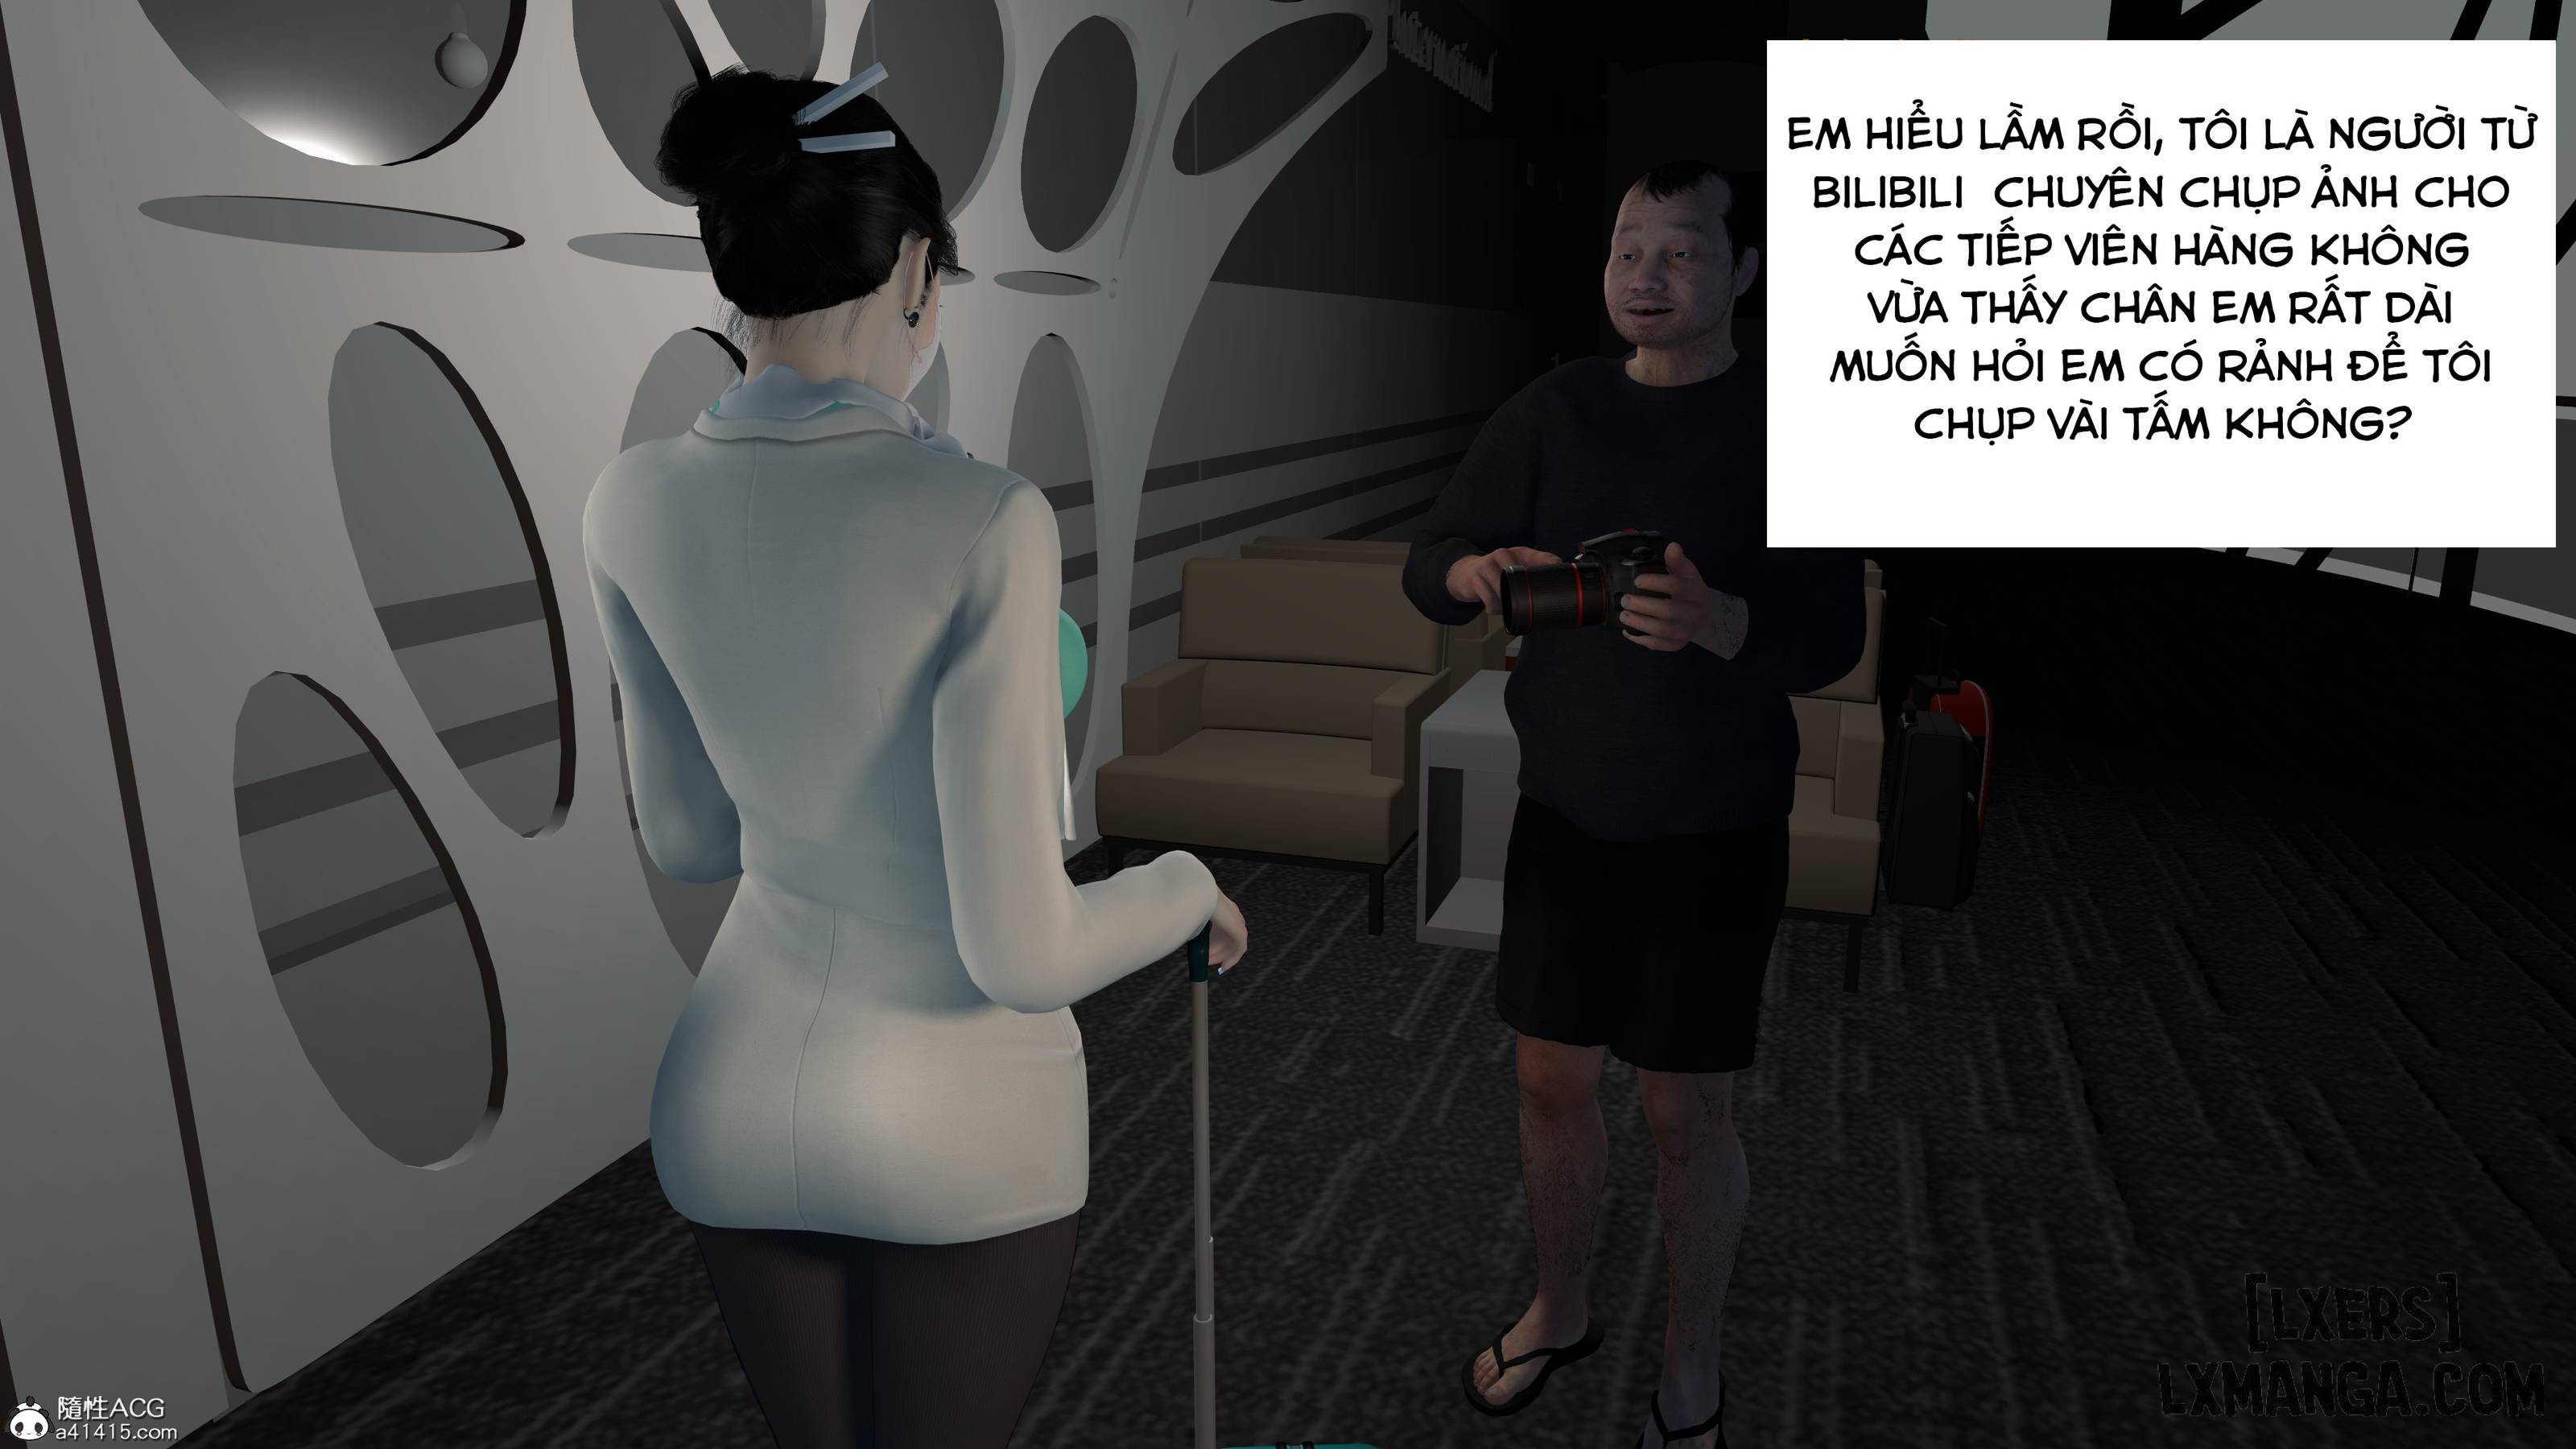 International
EM HIỂU LẦM RỒI, TÔI LÀ NGƯỜI TỪ
BILIBILI CHUYÊN CHỤP ẢNH CHO
CÁC TIẾP VIÊN HÀNG KHÔNG
VỪA THẤY CHÂN EM RẤT DÀI
MUỐN HỎI EM CÓ RẢNH ĐỂ TÔI
CHỤP VÀI TẤM KHÔNG?
[LXERS]
LXMANGA.COM
隨性ACG
a41415.com